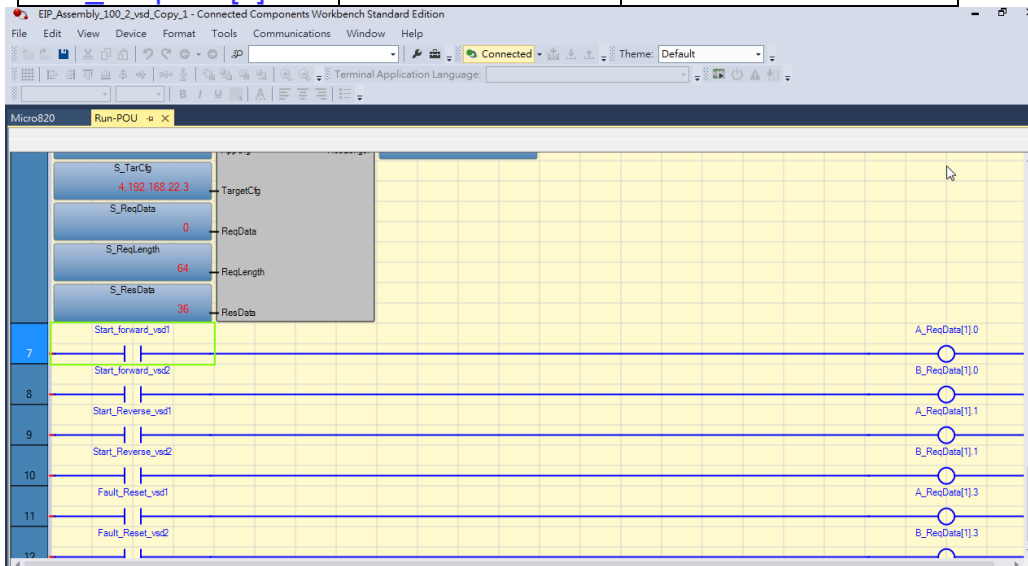 EIP_Assembly_100_2_vsd_Copy_1 - Connected Components Workbench Standard Edition
File Edit View Device Format Tools Communications Window Help
Connected Theme: Default
Terminal Application Language:
B I U A
Micro820 Run-POU
S_TarCfg
4,192.168.22.3 TargetCfg
S_ReqData
0 ReqData
S_ReqLength
64 ReqLength
S_ResData
36 ResData
Start_forward_vsd1 A_ReqData[1].0
7
Start_forward_vsd2 B_ReqData[1].0
8
Start_Reverse_vsd1 A_ReqData[1].1
9
Start_Reverse_vsd2 B_ReqData[1].1
10
Fault_Reset_vsd1 A_ReqData[1].3
11
Fault_Reset_vsd2 B_ReqData[1].3
12